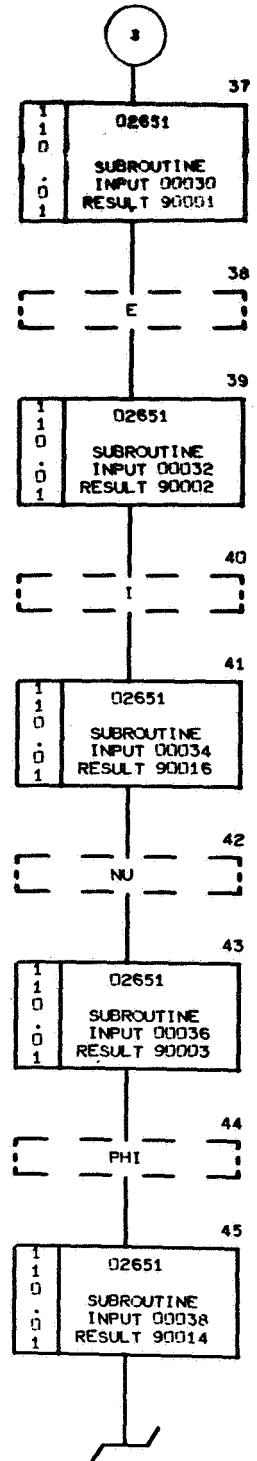 3
37
1
1
0
.
0
1
02651
SUBROUTINE
INPUT 00030
RESULT 90001
38
E
39
1
1
0
.
0
1
02651
SUBROUTINE
INPUT 00032
RESULT 90002
40
I
41
1
1
0
.
0
1
02651
SUBROUTINE
INPUT 00034
RESULT 90016
42
NU
43
1
1
0
.
0
1
02651
SUBROUTINE
INPUT 00036
RESULT 90003
44
PHI
45
1
1
0
.
0
1
02651
SUBROUTINE
INPUT 00038
RESULT 90014